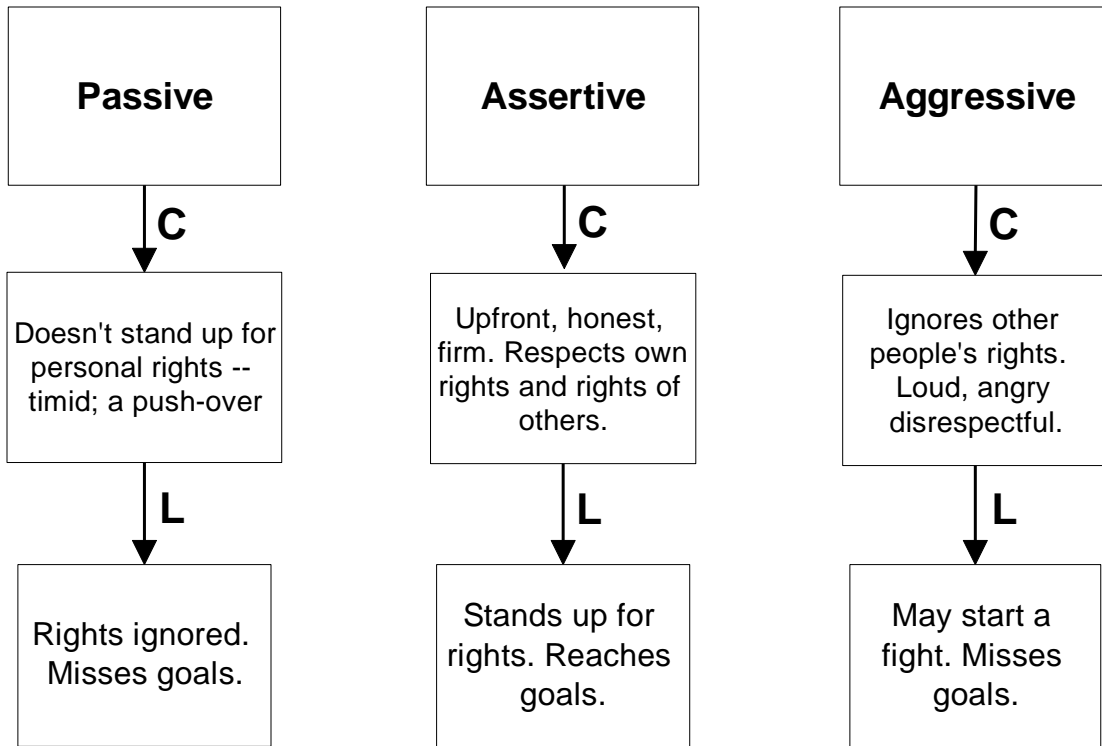 Passive
C
Doesn't stand up for
personal rights --
timid; a push-over
L
Rights ignored.
Misses goals.
Assertive
C
Upfront, honest,
firm. Respects own
rights and rights of
others.
L
Stands up for
rights. Reaches
goals.
Aggressive
C
Ignores other
people's rights.
Loud, angry
disrespectful.
L
May start a
fight. Misses
goals.